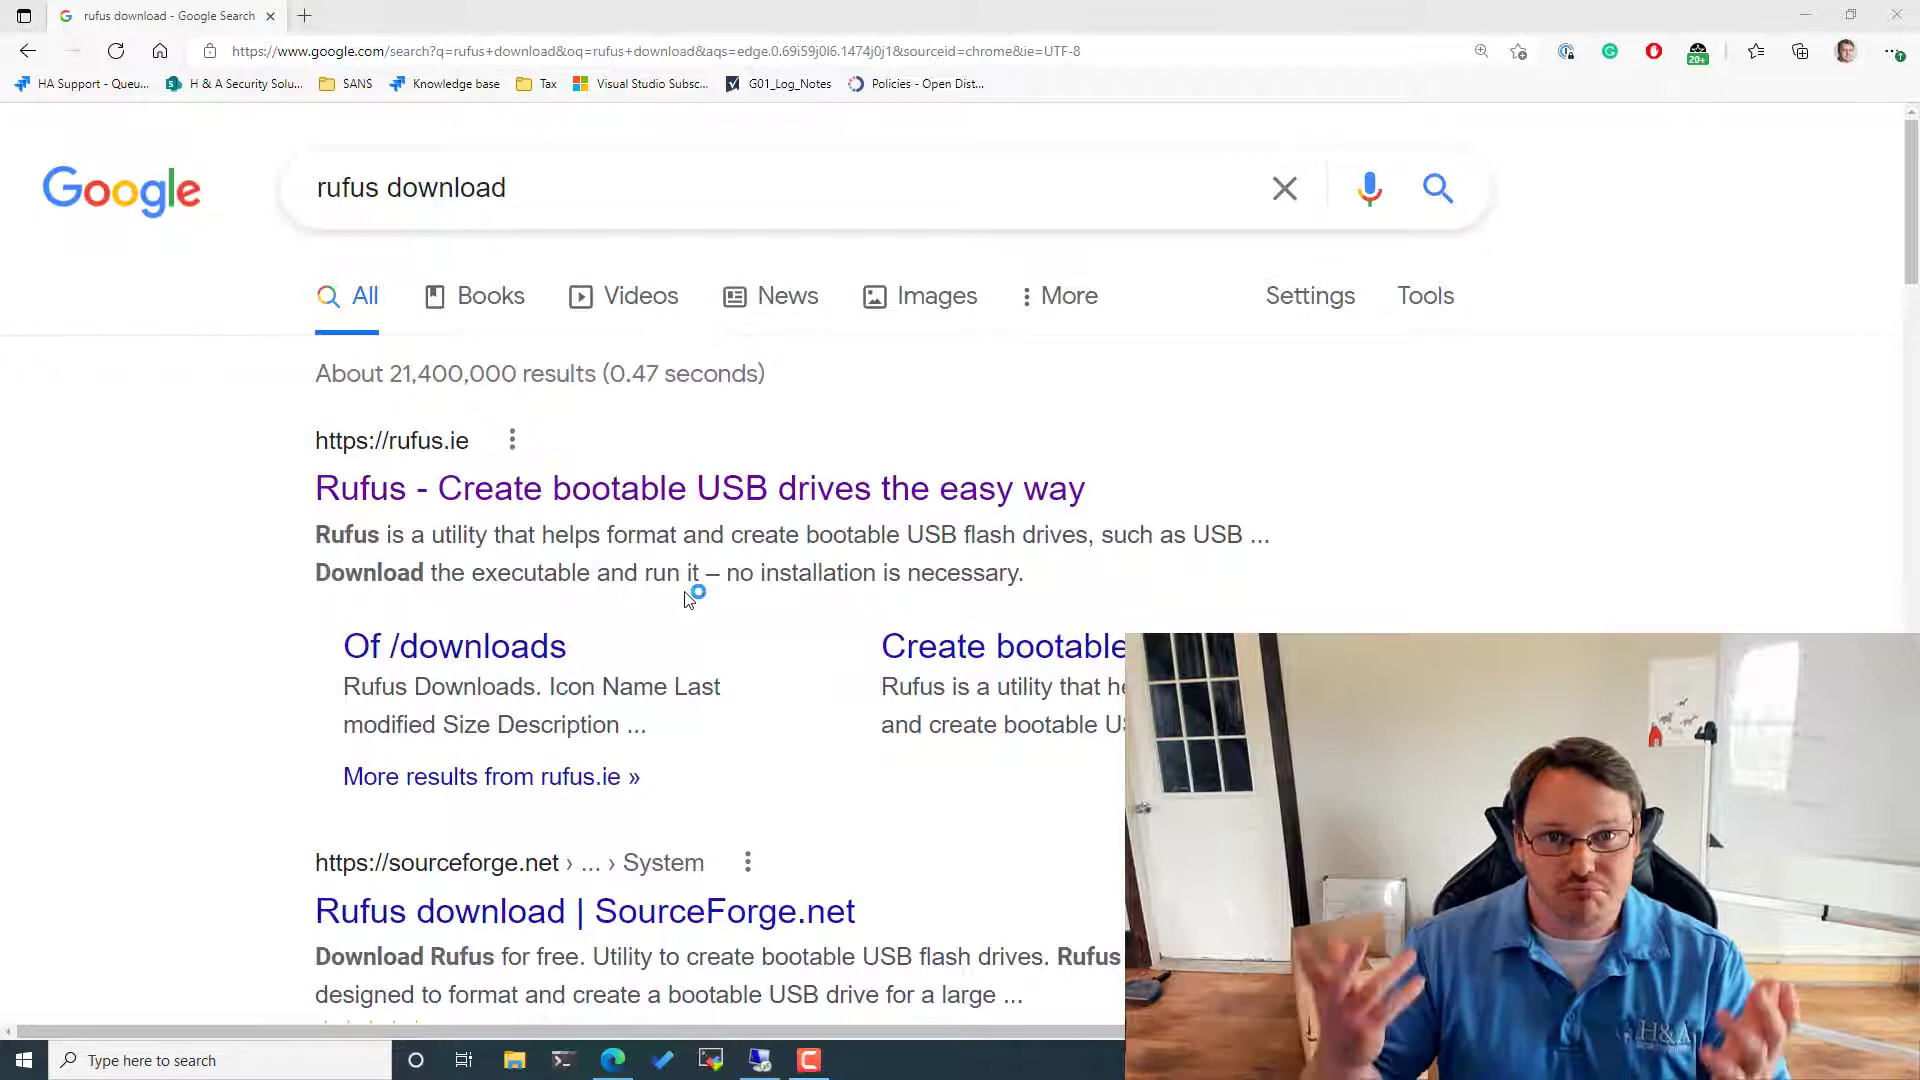 rufus download - Google Search
https://www.google.com/search?q=rufus+download&oq=rufus+download&aqs=edge.0.69i59j0l6.1474j0j1&sourceid=chrome&ie=UTF-8
20+
HA Support - Queu... H & A Security Solu... SANS Knowledge base Tax Visual Studio Subsc... G01_Log_Notes Policies - Open Dist...
Google
rufus download
All Books Videos News Images More Settings Tools
About 21,400,000 results (0.47 seconds)
https://rufus.ie
Rufus - Create bootable USB drives the easy way
Rufus is a utility that helps format and create bootable USB flash drives, such as USB ...
Download the executable and run it – no installation is necessary.
Of /downloads
Rufus Downloads. Icon Name Last
modified Size Description ...
Create bootable
Rufus is a utility that he
and create bootable US
More results from rufus.ie »
https://sourceforge.net › ... › System
Rufus download | SourceForge.net
Download Rufus for free. Utility to create bootable USB flash drives. Rufus
designed to format and create a bootable USB drive for a large ...
H&A
Type here to search